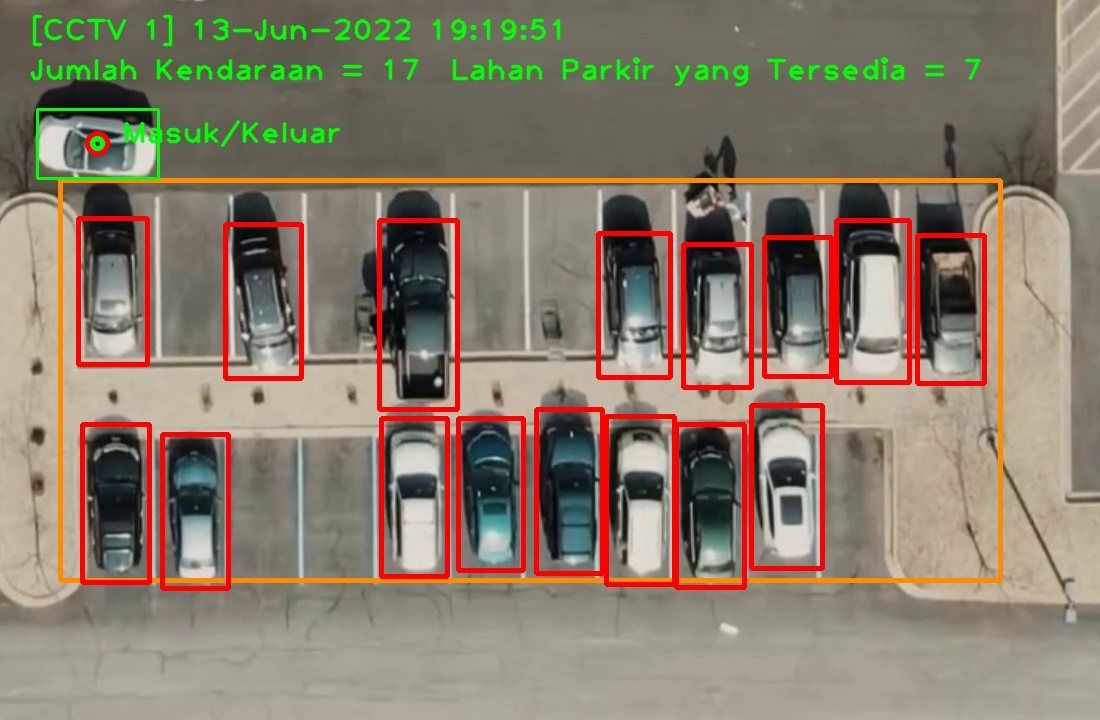 [CCTV 1] 13-Jun-2022 19:19:51
Jumlah Kendaraan = 17 Lahan Parkir yang Tersedia = 7
Masuk/Keluar